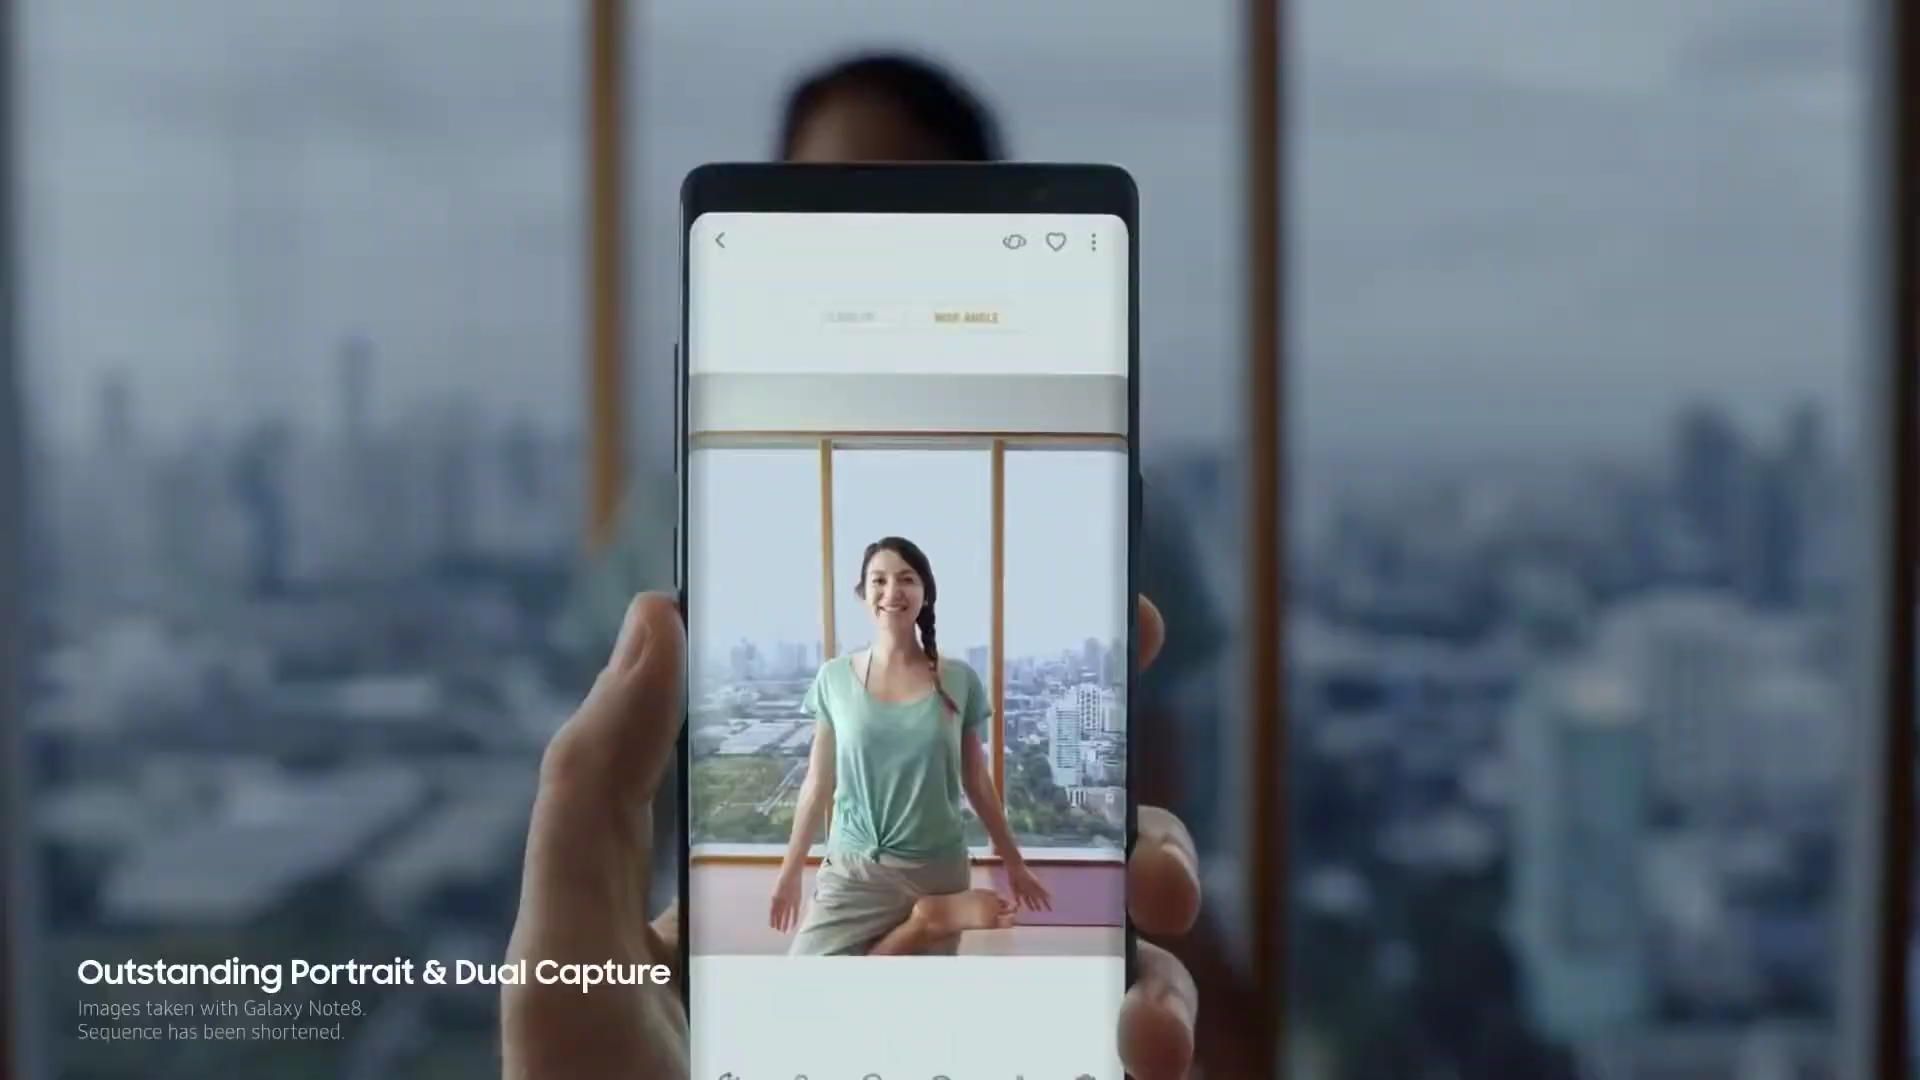 WIDE ANGLE
Outstanding Portrait & Dual Capture
Images taken with Galaxy Note8.
Sequence has been shortened.